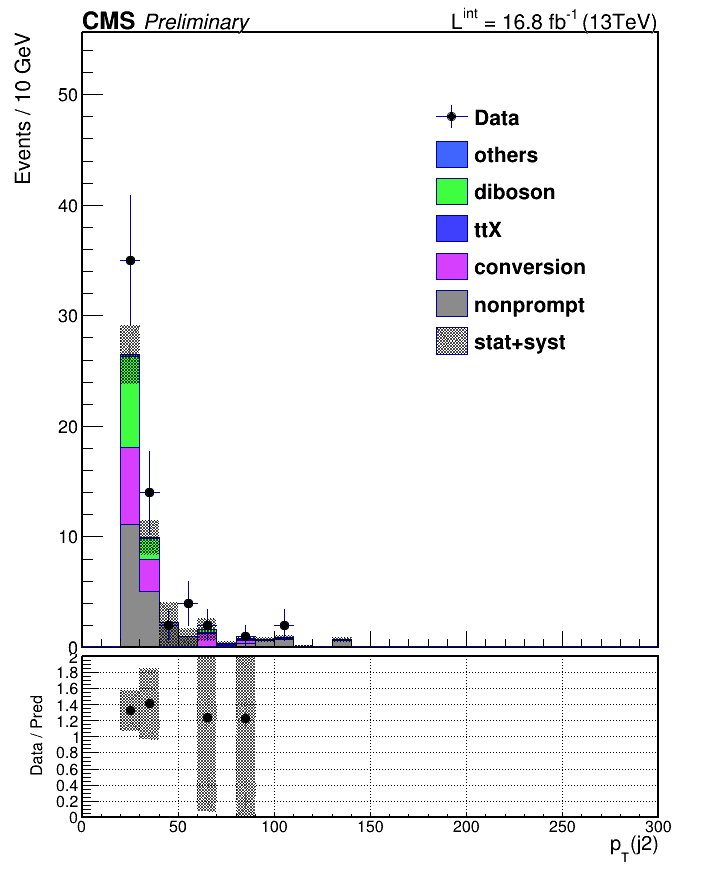 CMS Preliminary
L^int = 16.8 fb^-1 (13TeV)
Events / 10 GeV
50
40
30
20
10
0
Data
others
diboson
ttX
conversion
nonprompt
stat+syst
Data / Pred
2
1.8
1.6
1.4
1.2
1
0.8
0.6
0.4
0.2
0
0 50 100 150 200 250 300
p_T(j2)